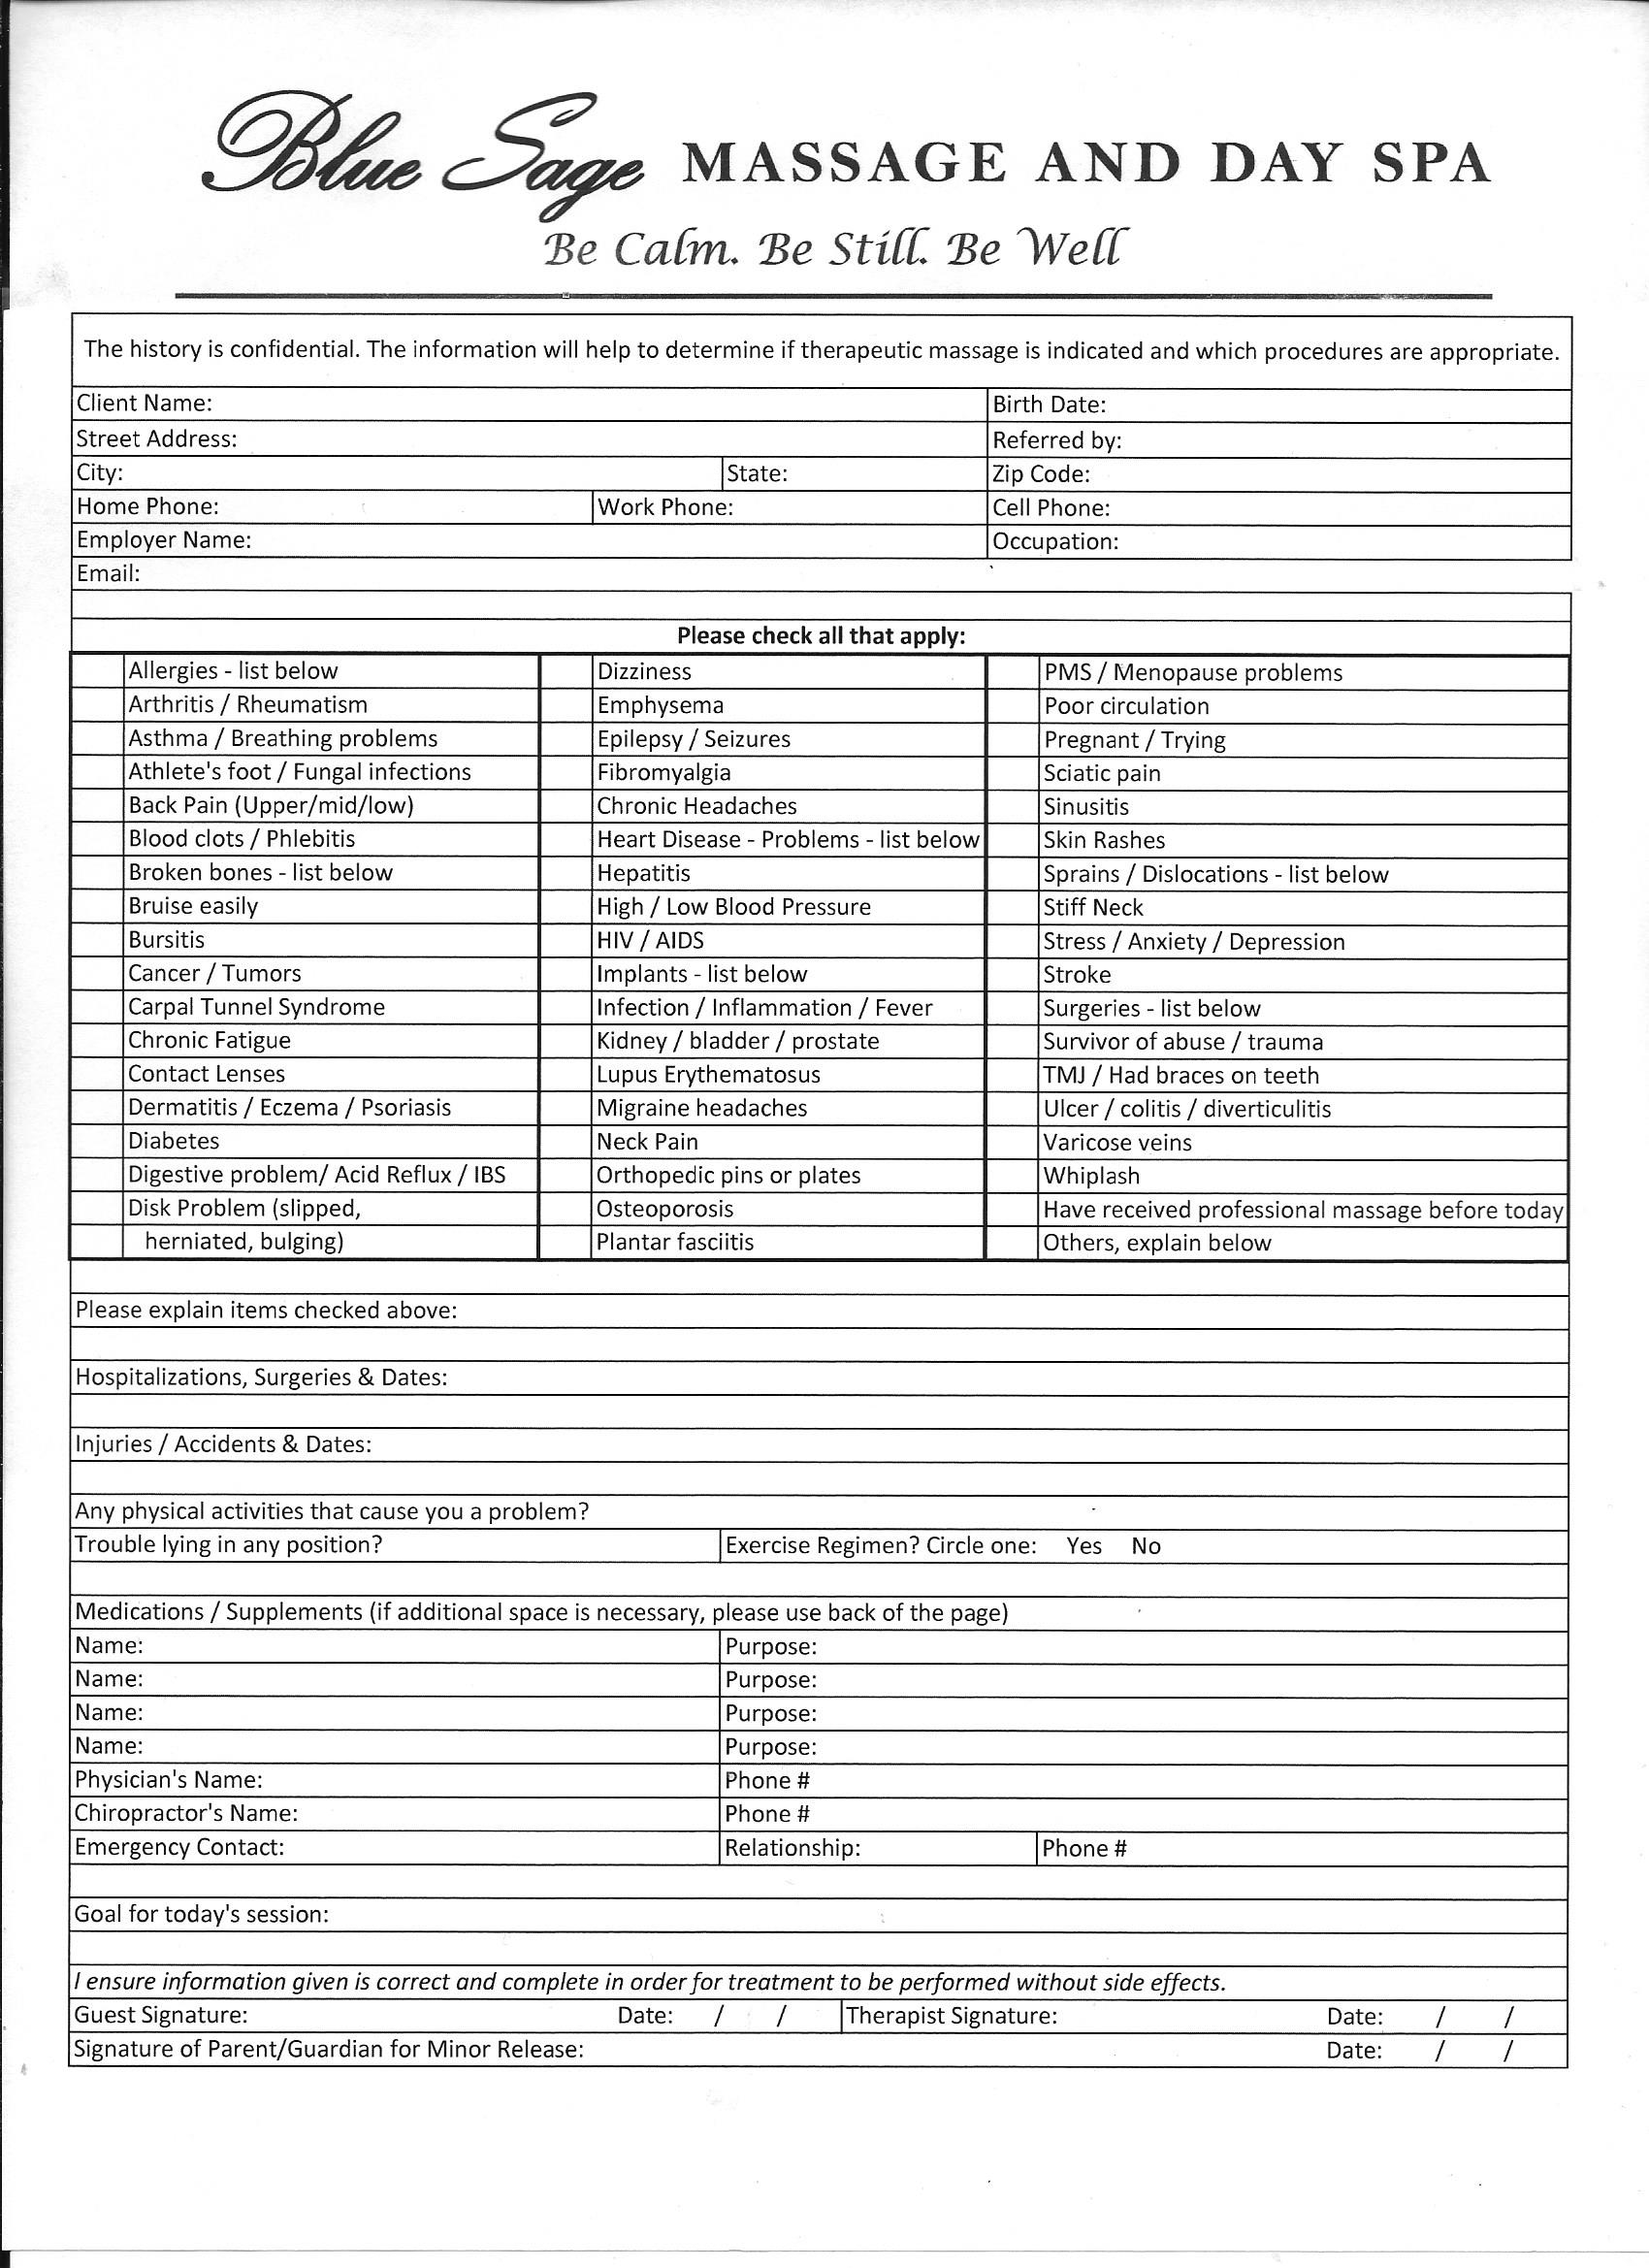 Blue Sage MASSAGE AND DAY SPA
Be Calm. Be Still. Be Well
The history is confidential. The information will help to determine if therapeutic massage is indicated and which procedures are appropriate.
Client Name: Birth Date:
Street Address: Referred by:
City: State: Zip Code:
Home Phone: Work Phone: Cell Phone:
Employer Name: Occupation:
Email:
Please check all that apply:
Allergies - list below Dizziness PMS / Menopause problems
Arthritis / Rheumatism Emphysema Poor circulation
Asthma / Breathing problems Epilepsy / Seizures Pregnant / Trying
Athlete's foot / Fungal infections Fibromyalgia Sciatic pain
Back Pain (Upper/mid/low) Chronic Headaches Sinusitis
Blood clots / Phlebitis Heart Disease - Problems - list below Skin Rashes
Broken bones - list below Hepatitis Sprains / Dislocations - list below
Bruise easily High / Low Blood Pressure Stiff Neck
Bursitis HIV / AIDS Stress / Anxiety / Depression
Cancer / Tumors Implants - list below Stroke
Carpal Tunnel Syndrome Infection / Inflammation / Fever Surgeries - list below
Chronic Fatigue Kidney / bladder / prostate Survivor of abuse / trauma
Contact Lenses Lupus Erythematosus TMJ / Had braces on teeth
Dermatitis / Eczema / Psoriasis Migraine headaches Ulcer / colitis / diverticulitis
Diabetes Neck Pain Varicose veins
Digestive problem/ Acid Reflux / IBS Orthopedic pins or plates Whiplash
Disk Problem (slipped, Osteoporosis Have received professional massage before today
herniated, bulging) Plantar fasciitis Others, explain below
Please explain items checked above:
Hospitalizations, Surgeries & Dates:
Injuries / Accidents & Dates:
Any physical activities that cause you a problem?
Trouble lying in any position? Exercise Regimen? Circle one: Yes No
Medications / Supplements (if additional space is necessary, please use back of the page)
Name: Purpose:
Name: Purpose:
Name: Purpose:
Name: Purpose:
Physician's Name: Phone #
Chiropractor's Name: Phone #
Emergency Contact: Relationship: Phone #
Goal for today's session:
I ensure information given is correct and complete in order for treatment to be performed without side effects.
Guest Signature: Date: / / Therapist Signature: Date: / /
Signature of Parent/Guardian for Minor Release: Date: / /